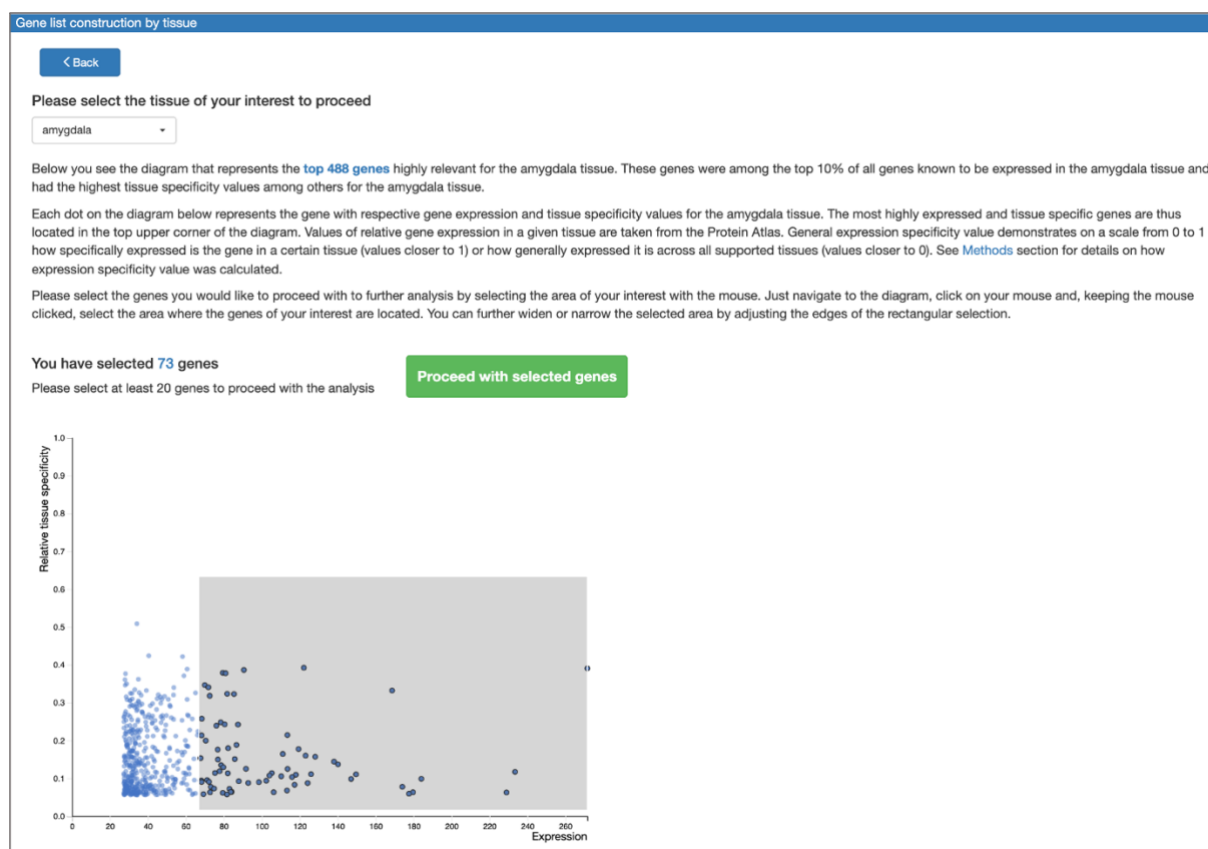 Gene list construction by tissue
Back
Please select the tissue of your interest to proceed
amygdala
Below you see the diagram that represents the top 488 genes highly relevant for the amygdala tissue. These genes were among the top 10% of all genes known to be expressed in the amygdala tissue and
had the highest tissue specificity values among others for the amygdala tissue.
Each dot on the diagram below represents the gene with respective gene expression and tissue specificity values for the amygdala tissue. The most highly expressed and tissue specific genes are thus
located in the top upper corner of the diagram. Values of relative gene expression in a given tissue are taken from the Protein Atlas. General expression specificity value demonstrates on a scale from 0 to 1
how specifically expressed is the gene in a certain tissue (values closer to 1) or how generally expressed it is across all supported tissues (values closer to 0). See Methods section for details on how
expression specificity value was calculated.
Please select the genes you would like to proceed with to further analysis by selecting the area of your interest with the mouse. Just navigate to the diagram, click on your mouse and, keeping the mouse
clicked, select the area where the genes of your interest are located. You can further widen or narrow the selected area by adjusting the edges of the rectangular selection.
You have selected 73 genes
Please select at least 20 genes to proceed with the analysis
Proceed with selected genes
Relative tissue specificity
1.0
0.9
0.8
0.7
0.6
0.5
0.4
0.3
0.2
0.1
0.0
0 20 40 60 80 100 120 140 160 180 200 220 240 260
Expression